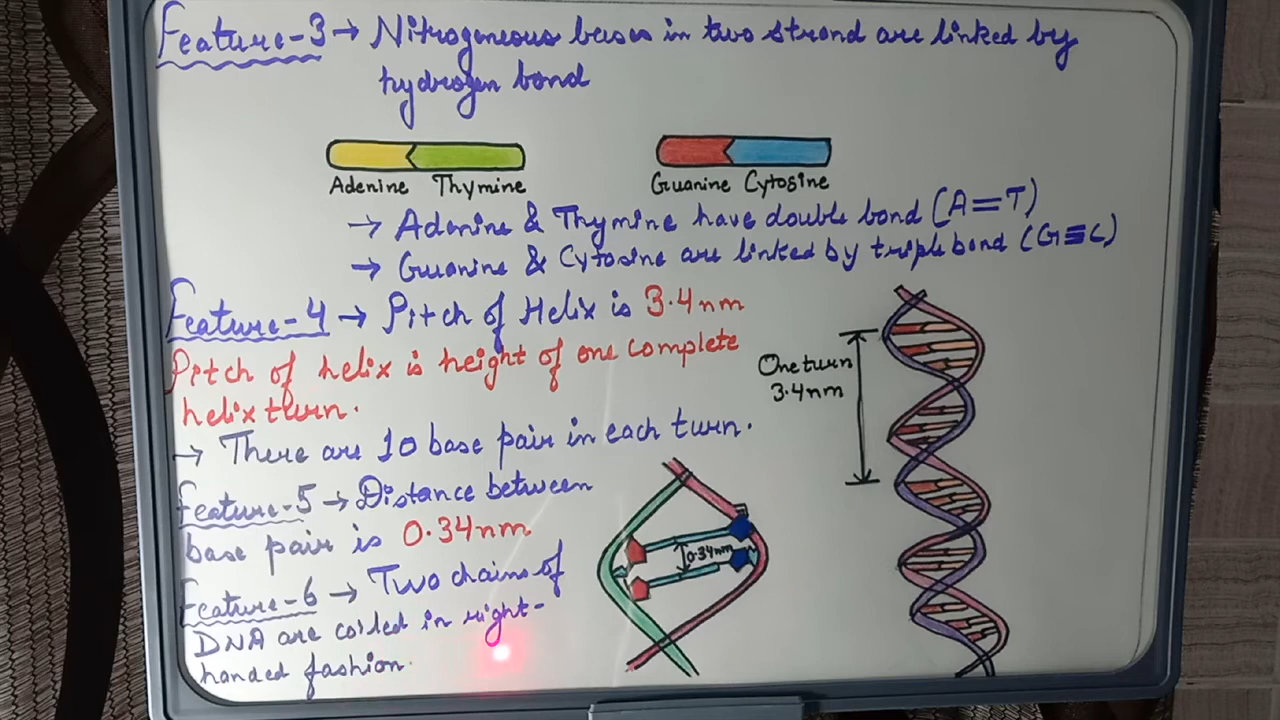 Feature-3 → Nitrogeneous bases in two strand are linked by
hydrogen bond
Adenine Thymine
Guanine Cytosine
→ Adenine & Thymine have double bond (A=T)
→ Guanine & Cytosine are linked by triple bond (G≡C)
Feature-4 → Pitch of Helix is 3.4nm
Pitch of helix is height of one complete
helix turn.
→ There are 10 base pair in each turn.
One turn
3.4nm
Feature-5 → Distance between
base pair is 0.34nm
0.34nm
Feature-6 → Two chains of
DNA are coiled in right-
handed fashion.